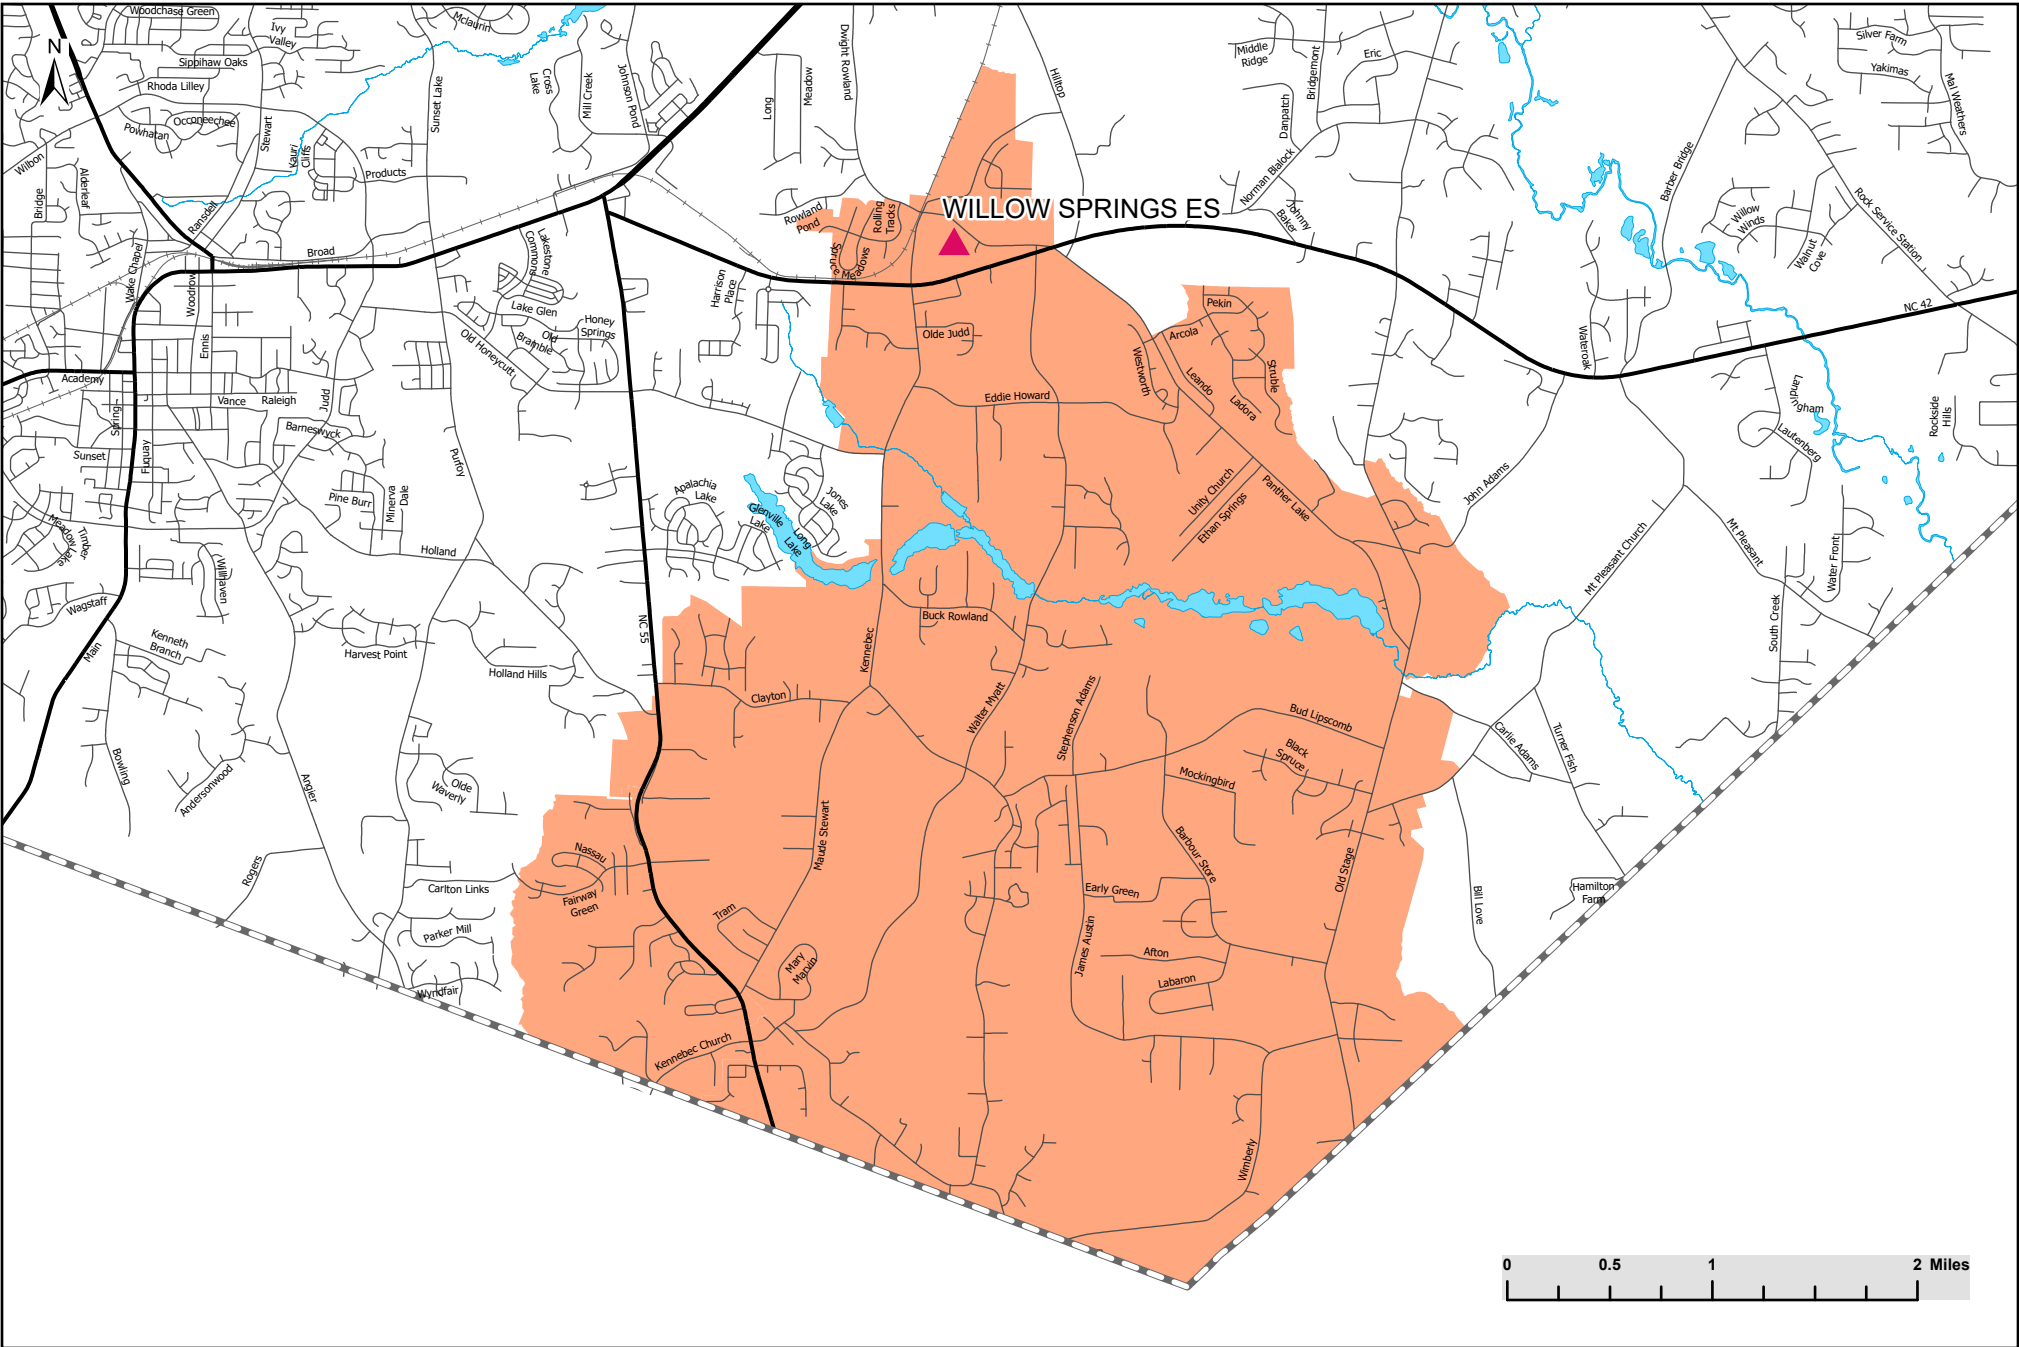 Woodchase Green
Ivy
Valley
Mclaurin
N
Sippihaw Oaks
Rhoda Lilley
Occoneechee
Powhatan
Stewart
Kauri
Cliffs
Wilbon
Bridge
Alderleaf
Products
Sunset Lake
Cross
Lake
Mill Creek
Johnson Pond
Long
Meadow
Dwight Rowland
Hilltop
Middle
Ridge
Bridgemont
Eric
Danpatch
Norman Blalock
Johnny
Baker
Silver Farm
Yakimas
Mal Weathers
Barber Bridge
Willow
Winds
Walnut
Cove
Rock Service Station
NC 42
Ransdell
Broad
Wake Chapel
Woodrow
Ennis
Lakestone
Commons
Lake Glen
Honey
Springs
Old
Bramble
Old Honeycutt
Harrison
Place
Rowland
Pond
Rolling
Tracks
Spruce Meadows
WILLOW SPRINGS ES
Olde Judd
Eddie Howard
Pekin
Arcola
Westworth
Leando
Ladora
Struble
Wateroak
Landingham
Lautenberg
Rockside
Hills
Academy
Spring
Vance
Raleigh
Judd
Barneswyck
Sunset
Fuquay
Purfoy
Pine Burr
Minerva
Dale
Timber
Meadow Lake
Holland
Willhaven
Wagstaff
Main
Kenneth
Branch
Harvest Point
Holland Hills
NC 55
Apalachia
Lake
Glenville
Lake
Long
Lake
Jones
Lake
Unity Church
Ethan Springs
Panther Lake
John Adams
Mt Pleasant Church
Mt Pleasant
Water Front
South Creek
Buck Rowland
Kennebec
Clayton
Walter Myatt
Stephenson Adams
Bud Lipscomb
Black
Spruce
Mockingbird
Carlie Adams
Turner Fish
Bowling
Andersonwood
Angier
Olde
Waverly
Rogers
Carlton Links
Parker Mill
Wyndfair
Nassau
Fairway
Green
Maude Stewart
Tram
Mary
Marvin
Kennebec Church
Barbour Store
Early Green
James Austin
Afton
Labaron
Old Stage
Bill Love
Hamilton
Farm
Wimberly
0 0.5 1 2 Miles